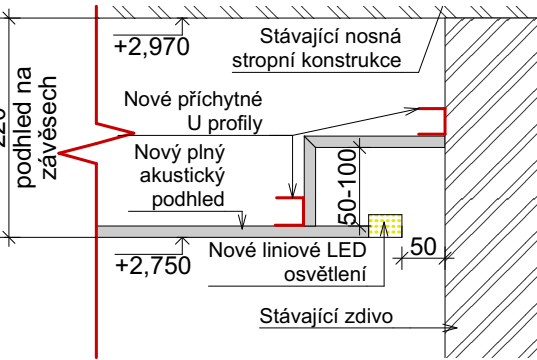 +2,970
Stávající nosná
stropní konstrukce
220
podhled na
závěsech
Nové příchytné
U profily
Nový plný
akustický
podhled
50-100
+2,750
Nové liniové LED
osvětlení
50
Stávající zdivo